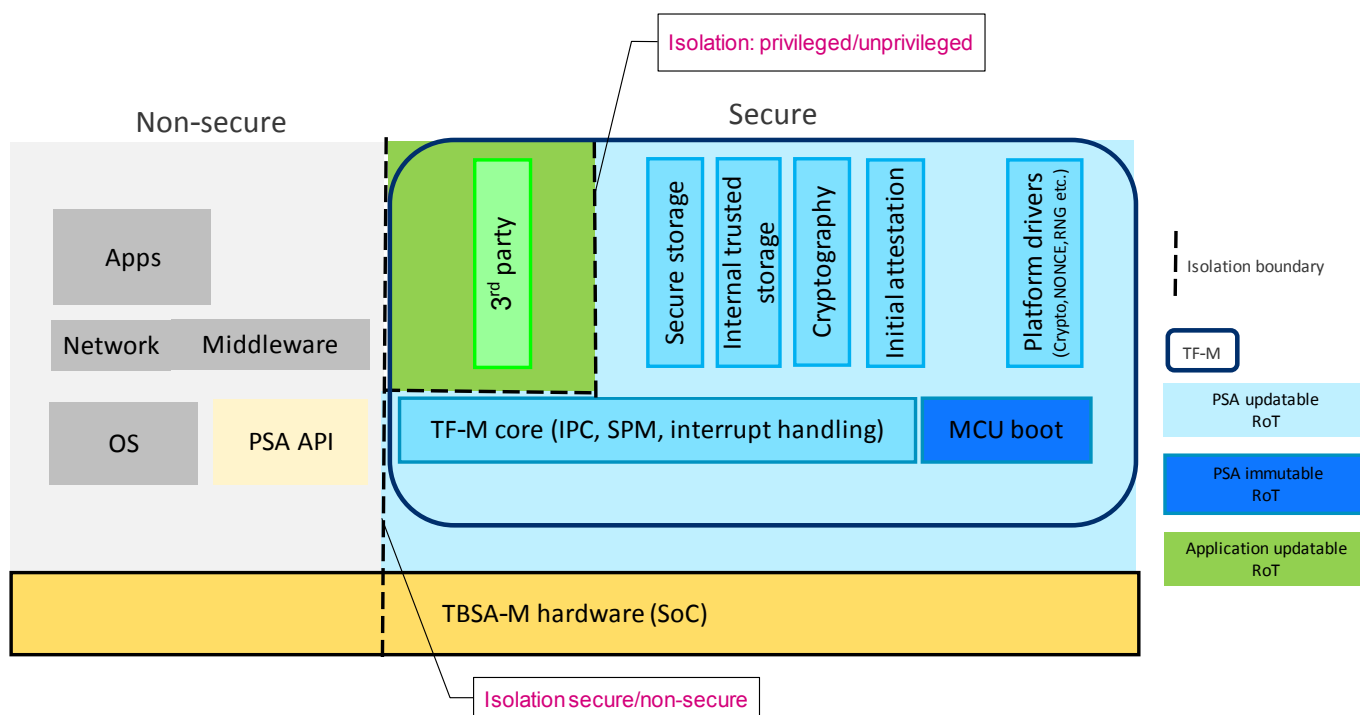 Isolation: privileged/unprivileged
Non-secure
Secure
Apps
Network
Middleware
OS
PSA API
3rd party
Secure storage
Internal trusted
storage
Cryptography
Initial attestation
Platform drivers
(Crypto,NONCE,RNG etc.)
TF-M core (IPC, SPM, interrupt handling)
MCU boot
TBSA-M hardware (SoC)
Isolation secure/non-secure
Isolation boundary
TF-M
PSA updatable
RoT
PSA immutable
RoT
Application updatable
RoT